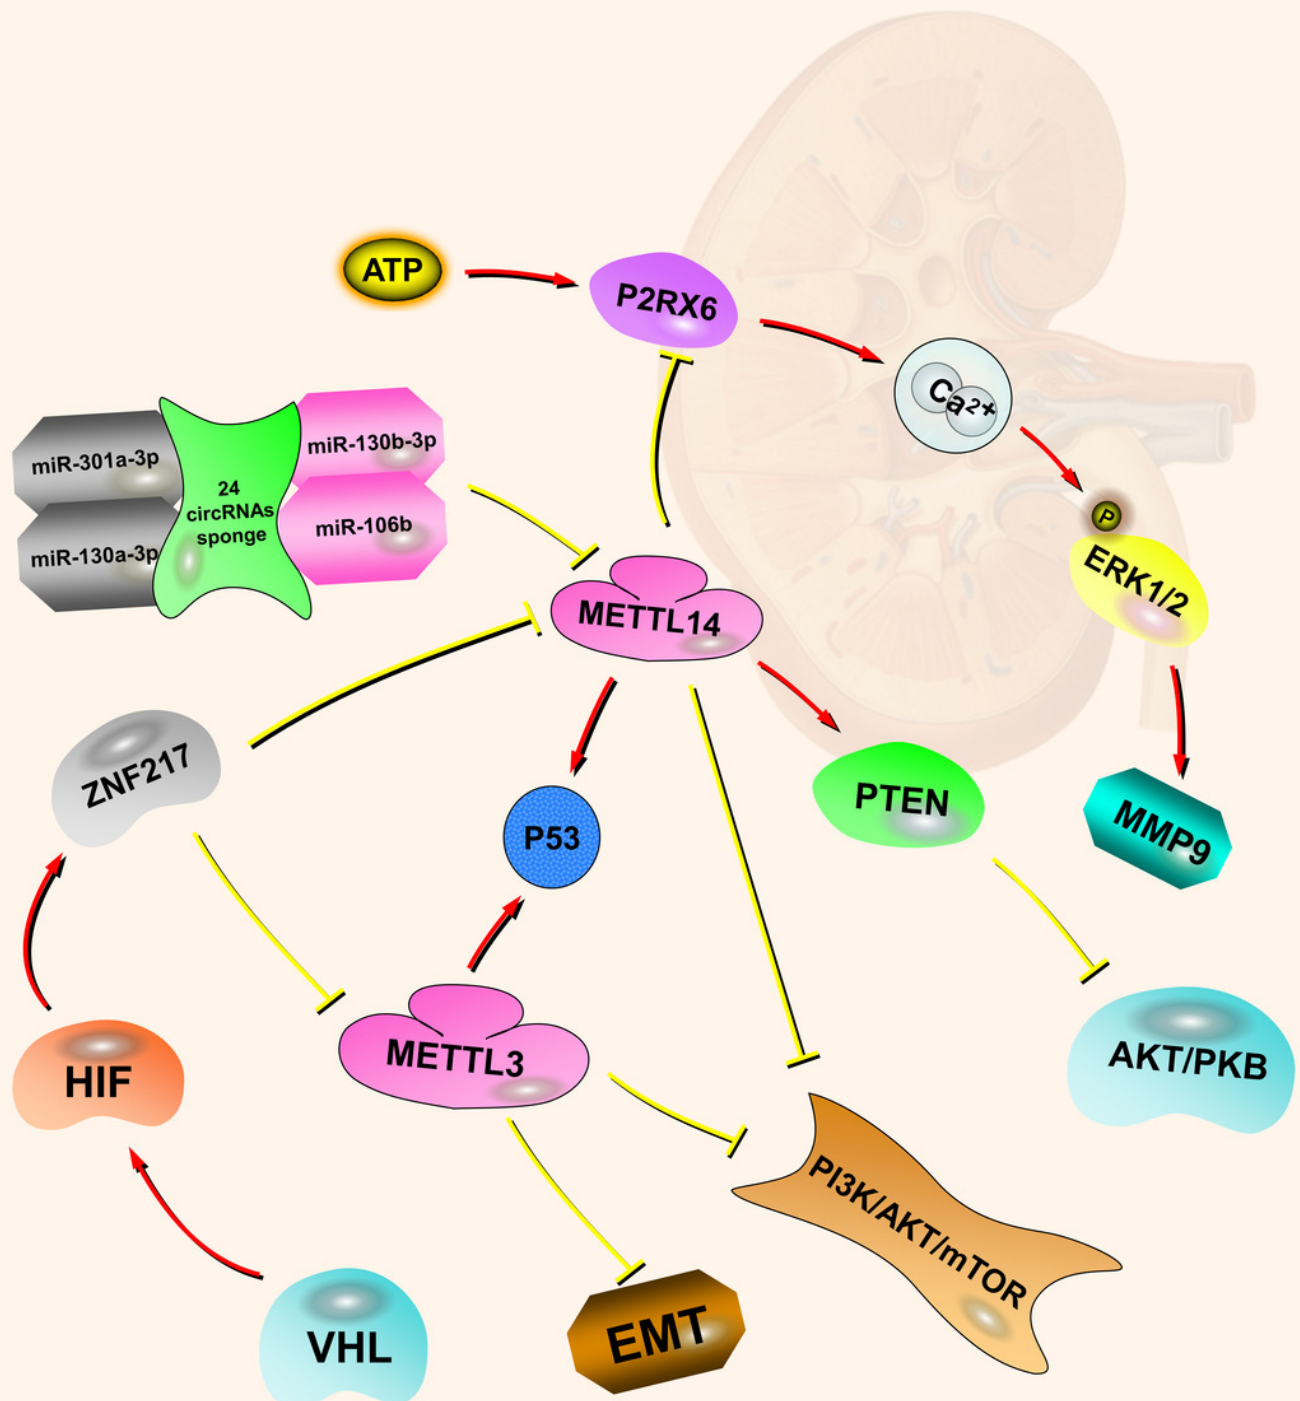 ATP
P2RX6
Ca²⁺
P
ERK1/2
miR-301a-3p
miR-130a-3p
24
circRNAs
sponge
miR-130b-3p
miR-106b
METTL14
ZNF217
P53
PTEN
MMP9
HIF
METTL3
AKT/PKB
PI3K/AKT/mTOR
VHL
EMT